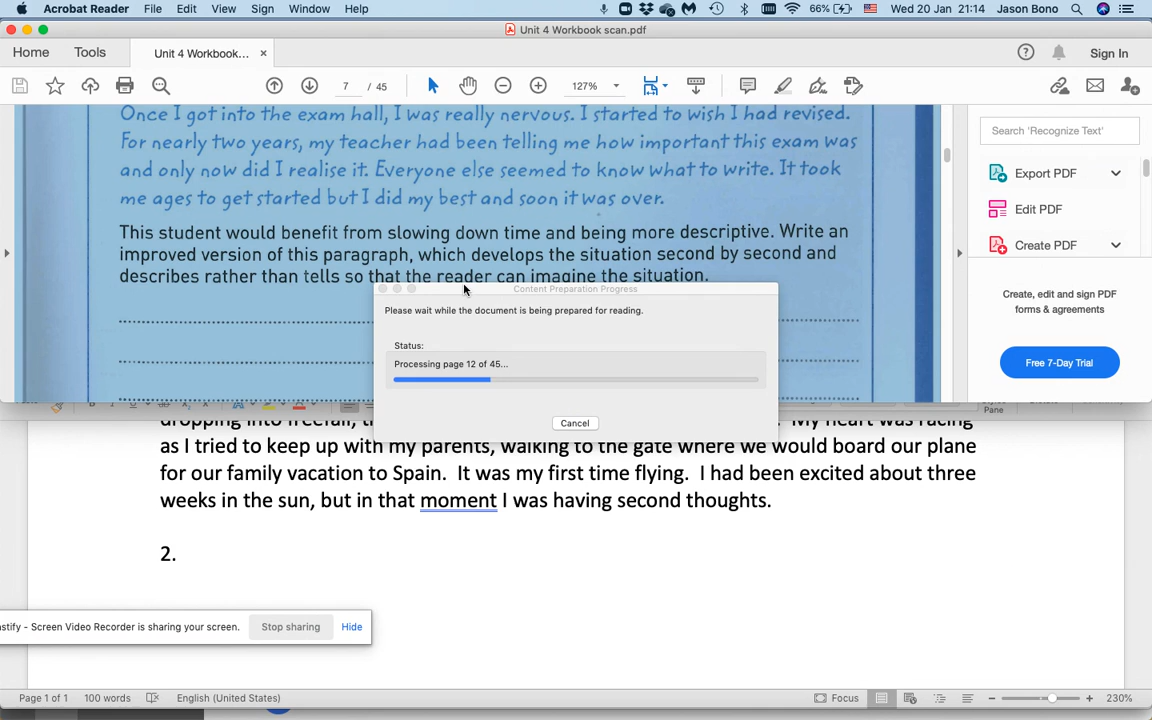 Acrobat Reader File Edit View Sign Window Help 66% Wed 20 Jan 21:14 Jason Bono
Unit 4 Workbook scan.pdf
Home Tools Unit 4 Workbook... × Sign In
7 / 45 127%
Once I got into the exam hall, I was really nervous. I started to wish I had revised.
For nearly two years, my teacher had been telling me how important this exam was
and only now did I realise it. Everyone else seemed to know what to write. It took
me ages to get started but I did my best and soon it was over.
This student would benefit from slowing down time and being more descriptive. Write an
improved version of this paragraph, which develops the situation second by second and
describes rather than tells so that the reader can imagine the situation.
Search 'Recognize Text'
Export PDF
Edit PDF
Create PDF
Create, edit and sign PDF
forms & agreements
Free 7-Day Trial
Content Preparation Progress
Please wait while the document is being prepared for reading.
Status:
Processing page 12 of 45...
Cancel
Pane
dropping into freefall,
My heart was racing
as I tried to keep up with my parents, walking to the gate where we would board our plane
for our family vacation to Spain. It was my first time flying. I had been excited about three
weeks in the sun, but in that moment I was having second thoughts.
2.
stify - Screen Video Recorder is sharing your screen. Stop sharing Hide
Page 1 of 1 100 words English (United States) Focus 230%